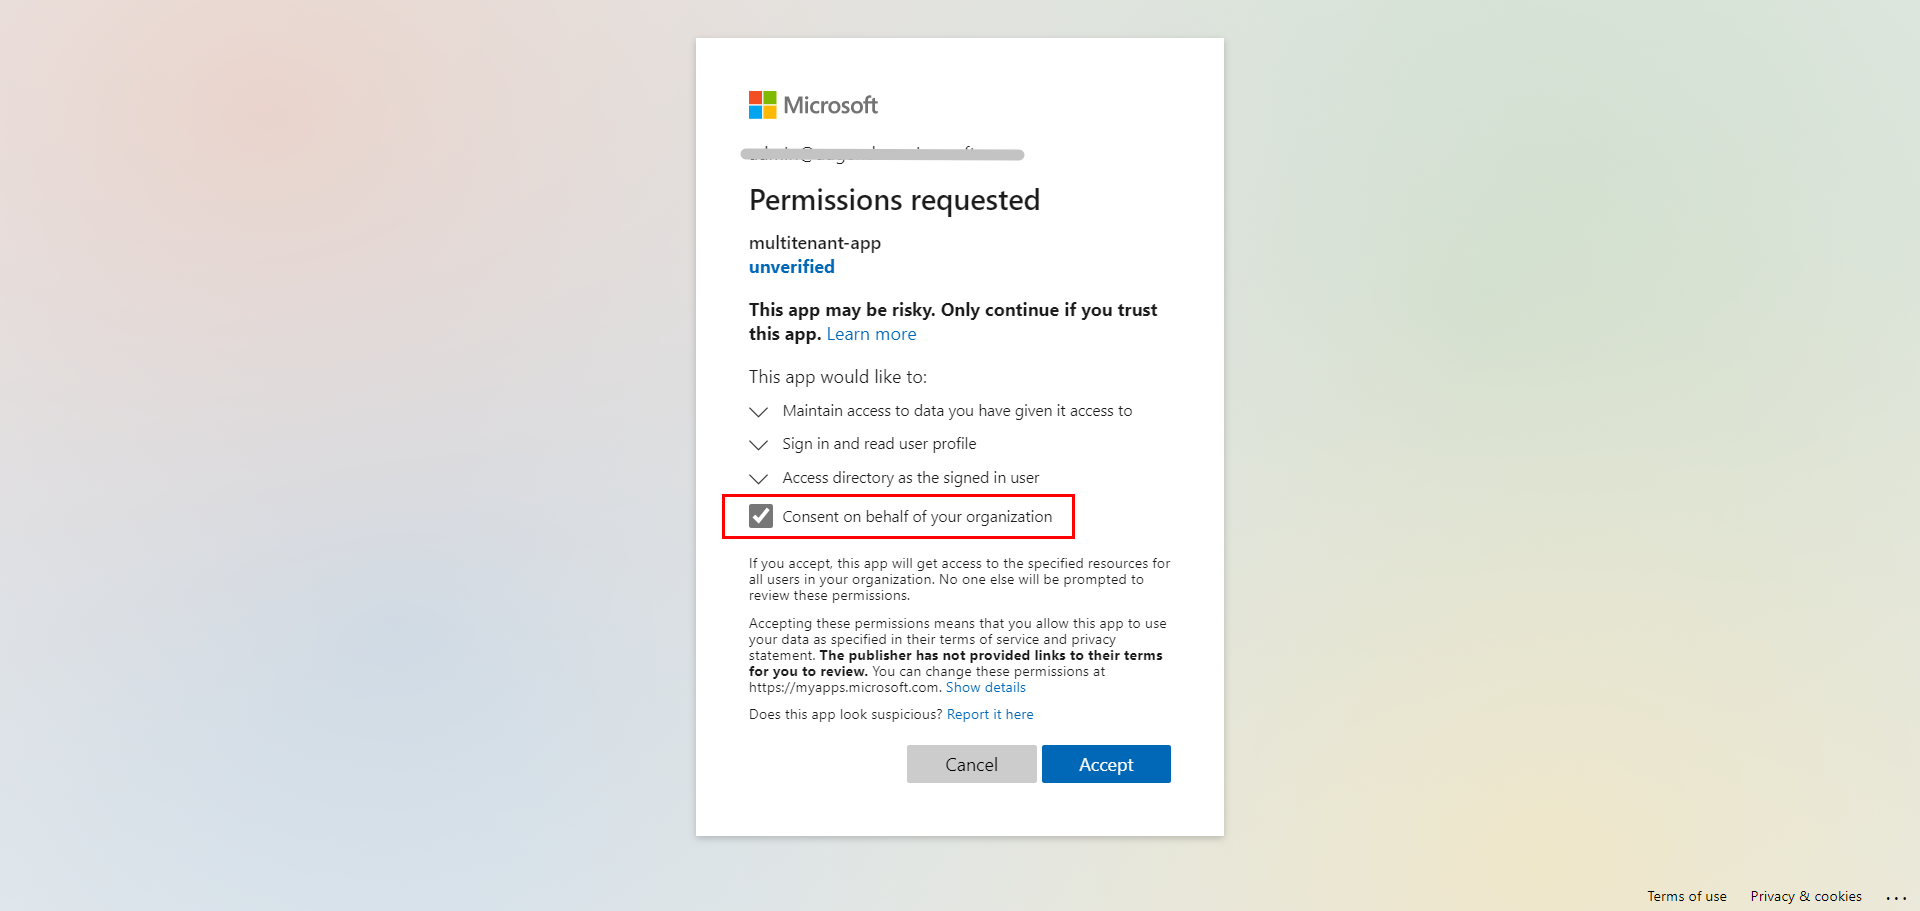 Microsoft
Permissions requested
multitenant-app
unverified
This app may be risky. Only continue if you trust
this app. Learn more
This app would like to:
Maintain access to data you have given it access to
Sign in and read user profile
Access directory as the signed in user
Consent on behalf of your organization
If you accept, this app will get access to the specified resources for
all users in your organization. No one else will be prompted to
review these permissions.
Accepting these permissions means that you allow this app to use
your data as specified in their terms of service and privacy
statement. The publisher has not provided links to their terms
for you to review. You can change these permissions at
https://myapps.microsoft.com. Show details
Does this app look suspicious? Report it here
Cancel Accept
Terms of use Privacy & cookies ...